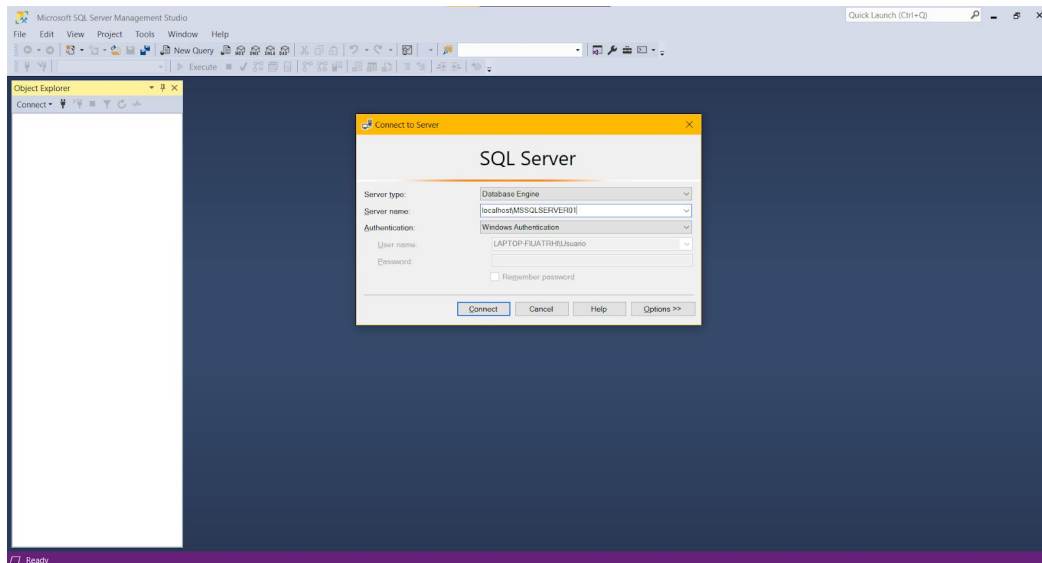 Microsoft SQL Server Management Studio
Quick Launch (Ctrl+Q)
File Edit View Project Tools Window Help
New Query
Execute
Object Explorer
Connect
Connect to Server
SQL Server
Server type: Database Engine
Server name: localhost\MSSQLSERVER01
Authentication: Windows Authentication
User name: LAPTOP-FIUATRHI\Usuario
Password:
Remember password
Connect Cancel Help Options >>
Ready